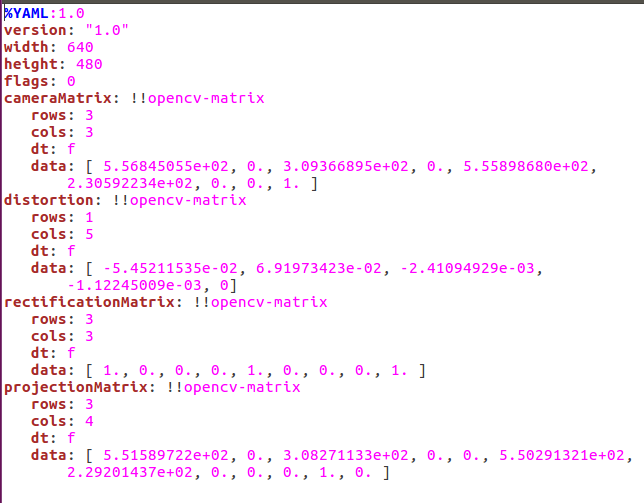 %YAML:1.0
version: "1.0"
width: 640
height: 480
flags: 0
cameraMatrix: !!opencv-matrix
   rows: 3
   cols: 3
   dt: f
   data: [ 5.56845055e+02, 0., 3.09366895e+02, 0., 5.55898680e+02,
       2.30592234e+02, 0., 0., 1. ]
distortion: !!opencv-matrix
   rows: 1
   cols: 5
   dt: f
   data: [ -5.45211535e-02, 6.91973423e-02, -2.41094929e-03,
       -1.12245009e-03, 0]
rectificationMatrix: !!opencv-matrix
   rows: 3
   cols: 3
   dt: f
   data: [ 1., 0., 0., 0., 1., 0., 0., 0., 1. ]
projectionMatrix: !!opencv-matrix
   rows: 3
   cols: 4
   dt: f
   data: [ 5.51589722e+02, 0., 3.08271133e+02, 0., 0., 5.50291321e+02,
       2.29201437e+02, 0., 0., 0., 1., 0. ]